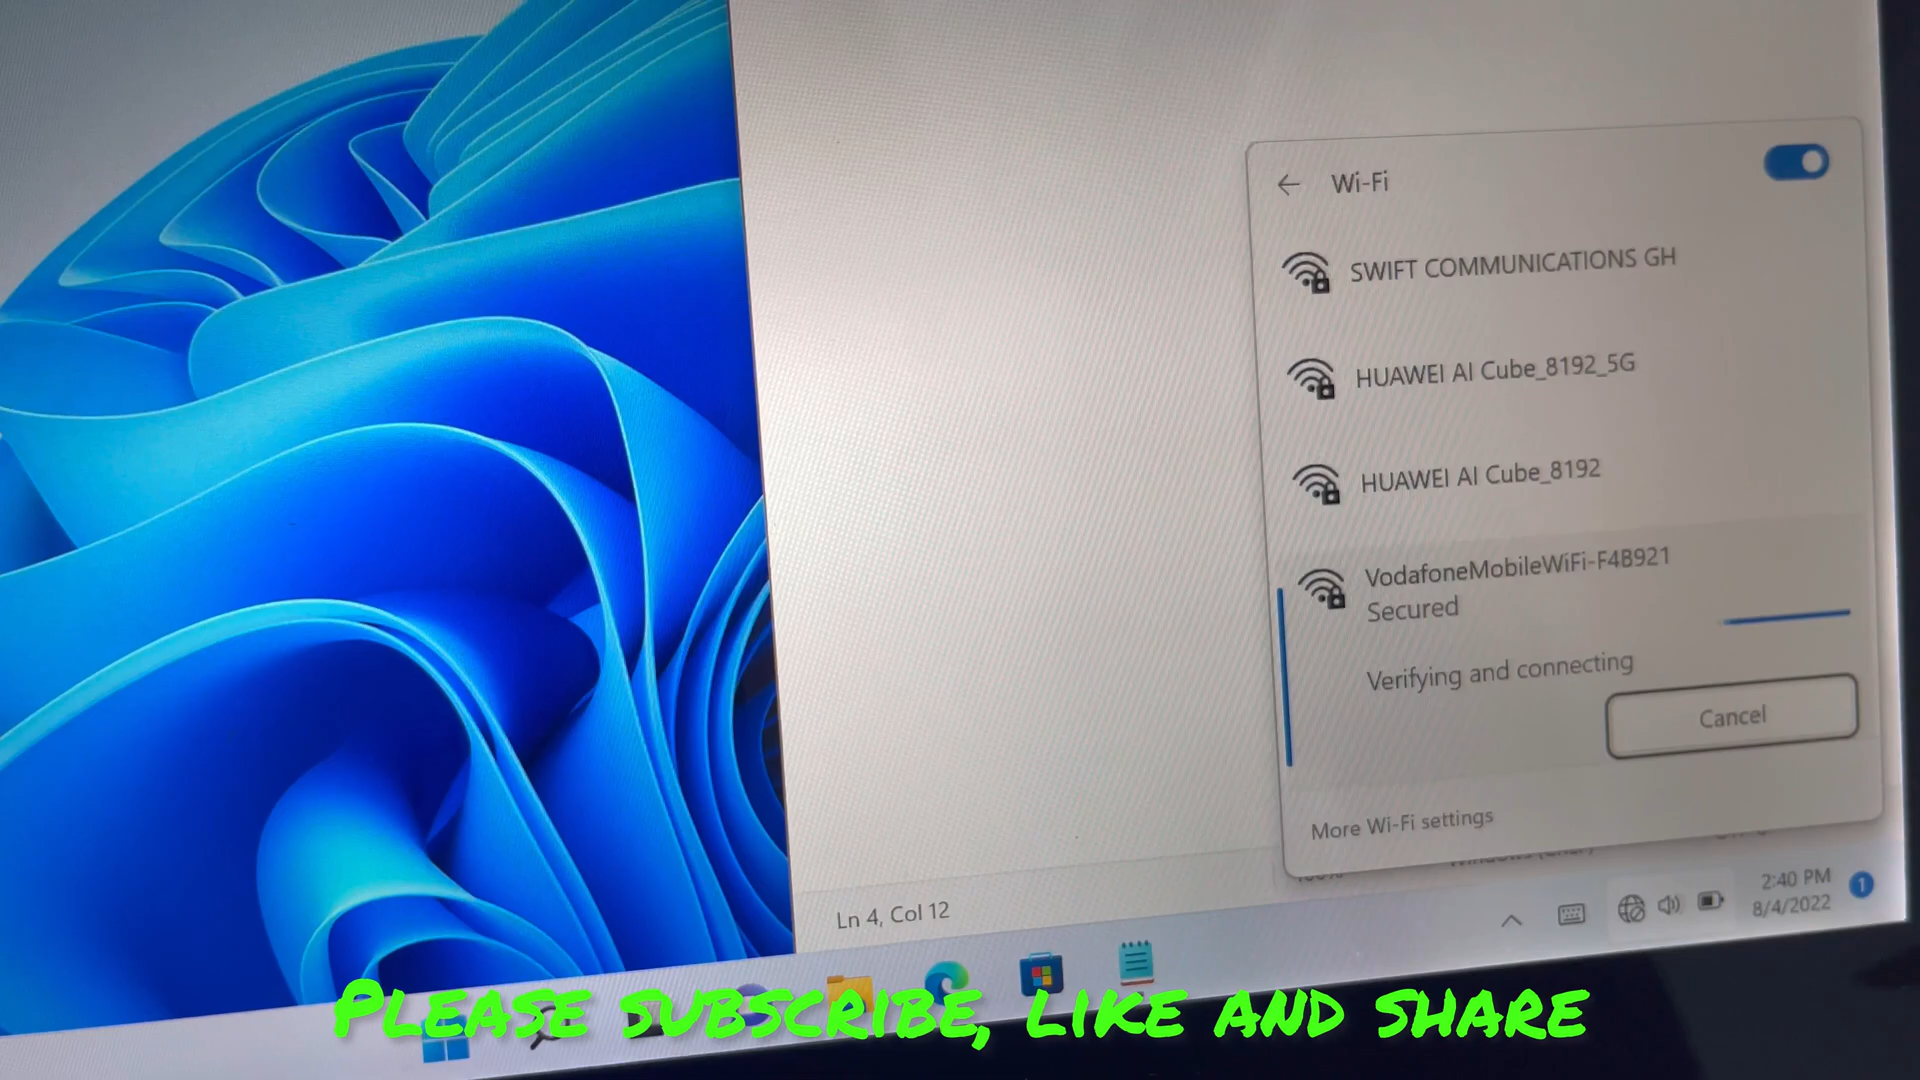 Wi-Fi
SWIFT COMMUNICATIONS GH
HUAWEI AI Cube_8192_5G
HUAWEI AI Cube_8192
VodafoneMobileWiFi-F4B921
Secured
Verifying and connecting
Cancel
More Wi-Fi settings
Ln 4, Col 12
2:40 PM
8/4/2022
1
Please subscribe, like and share